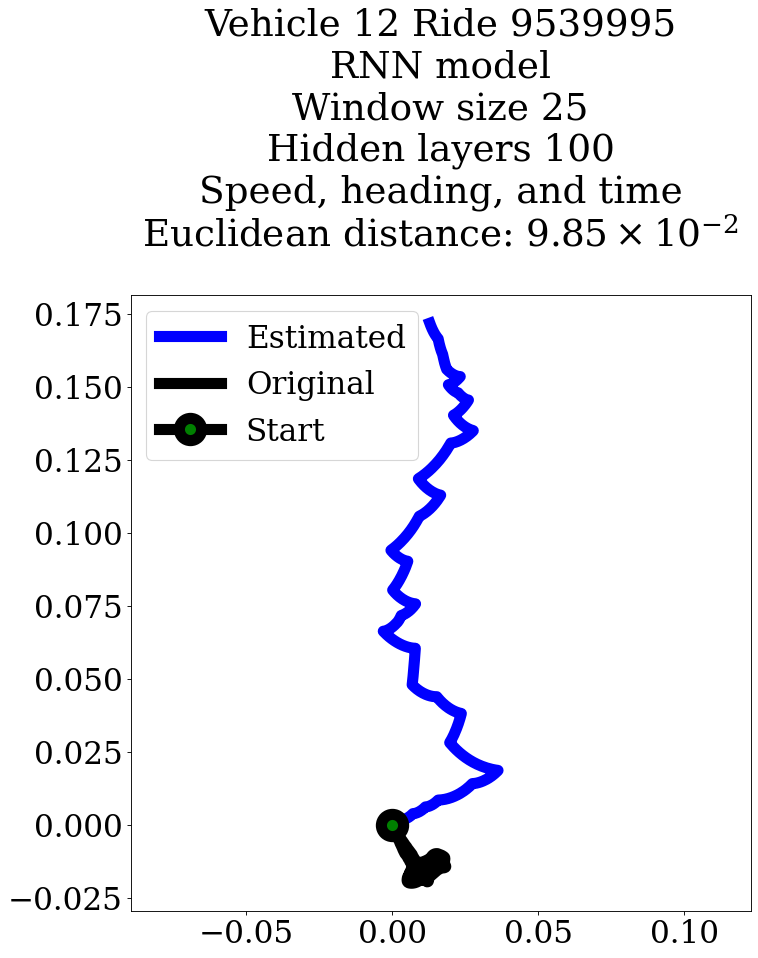 Vehicle 12 Ride 9539995
RNN model
Window size 25
Hidden layers 100
Speed, heading, and time
Euclidean distance: 9.85 × 10⁻²
Estimated
Original
Start
0.175
0.150
0.125
0.100
0.075
0.050
0.025
0.000
−0.025
−0.05 0.00 0.05 0.10